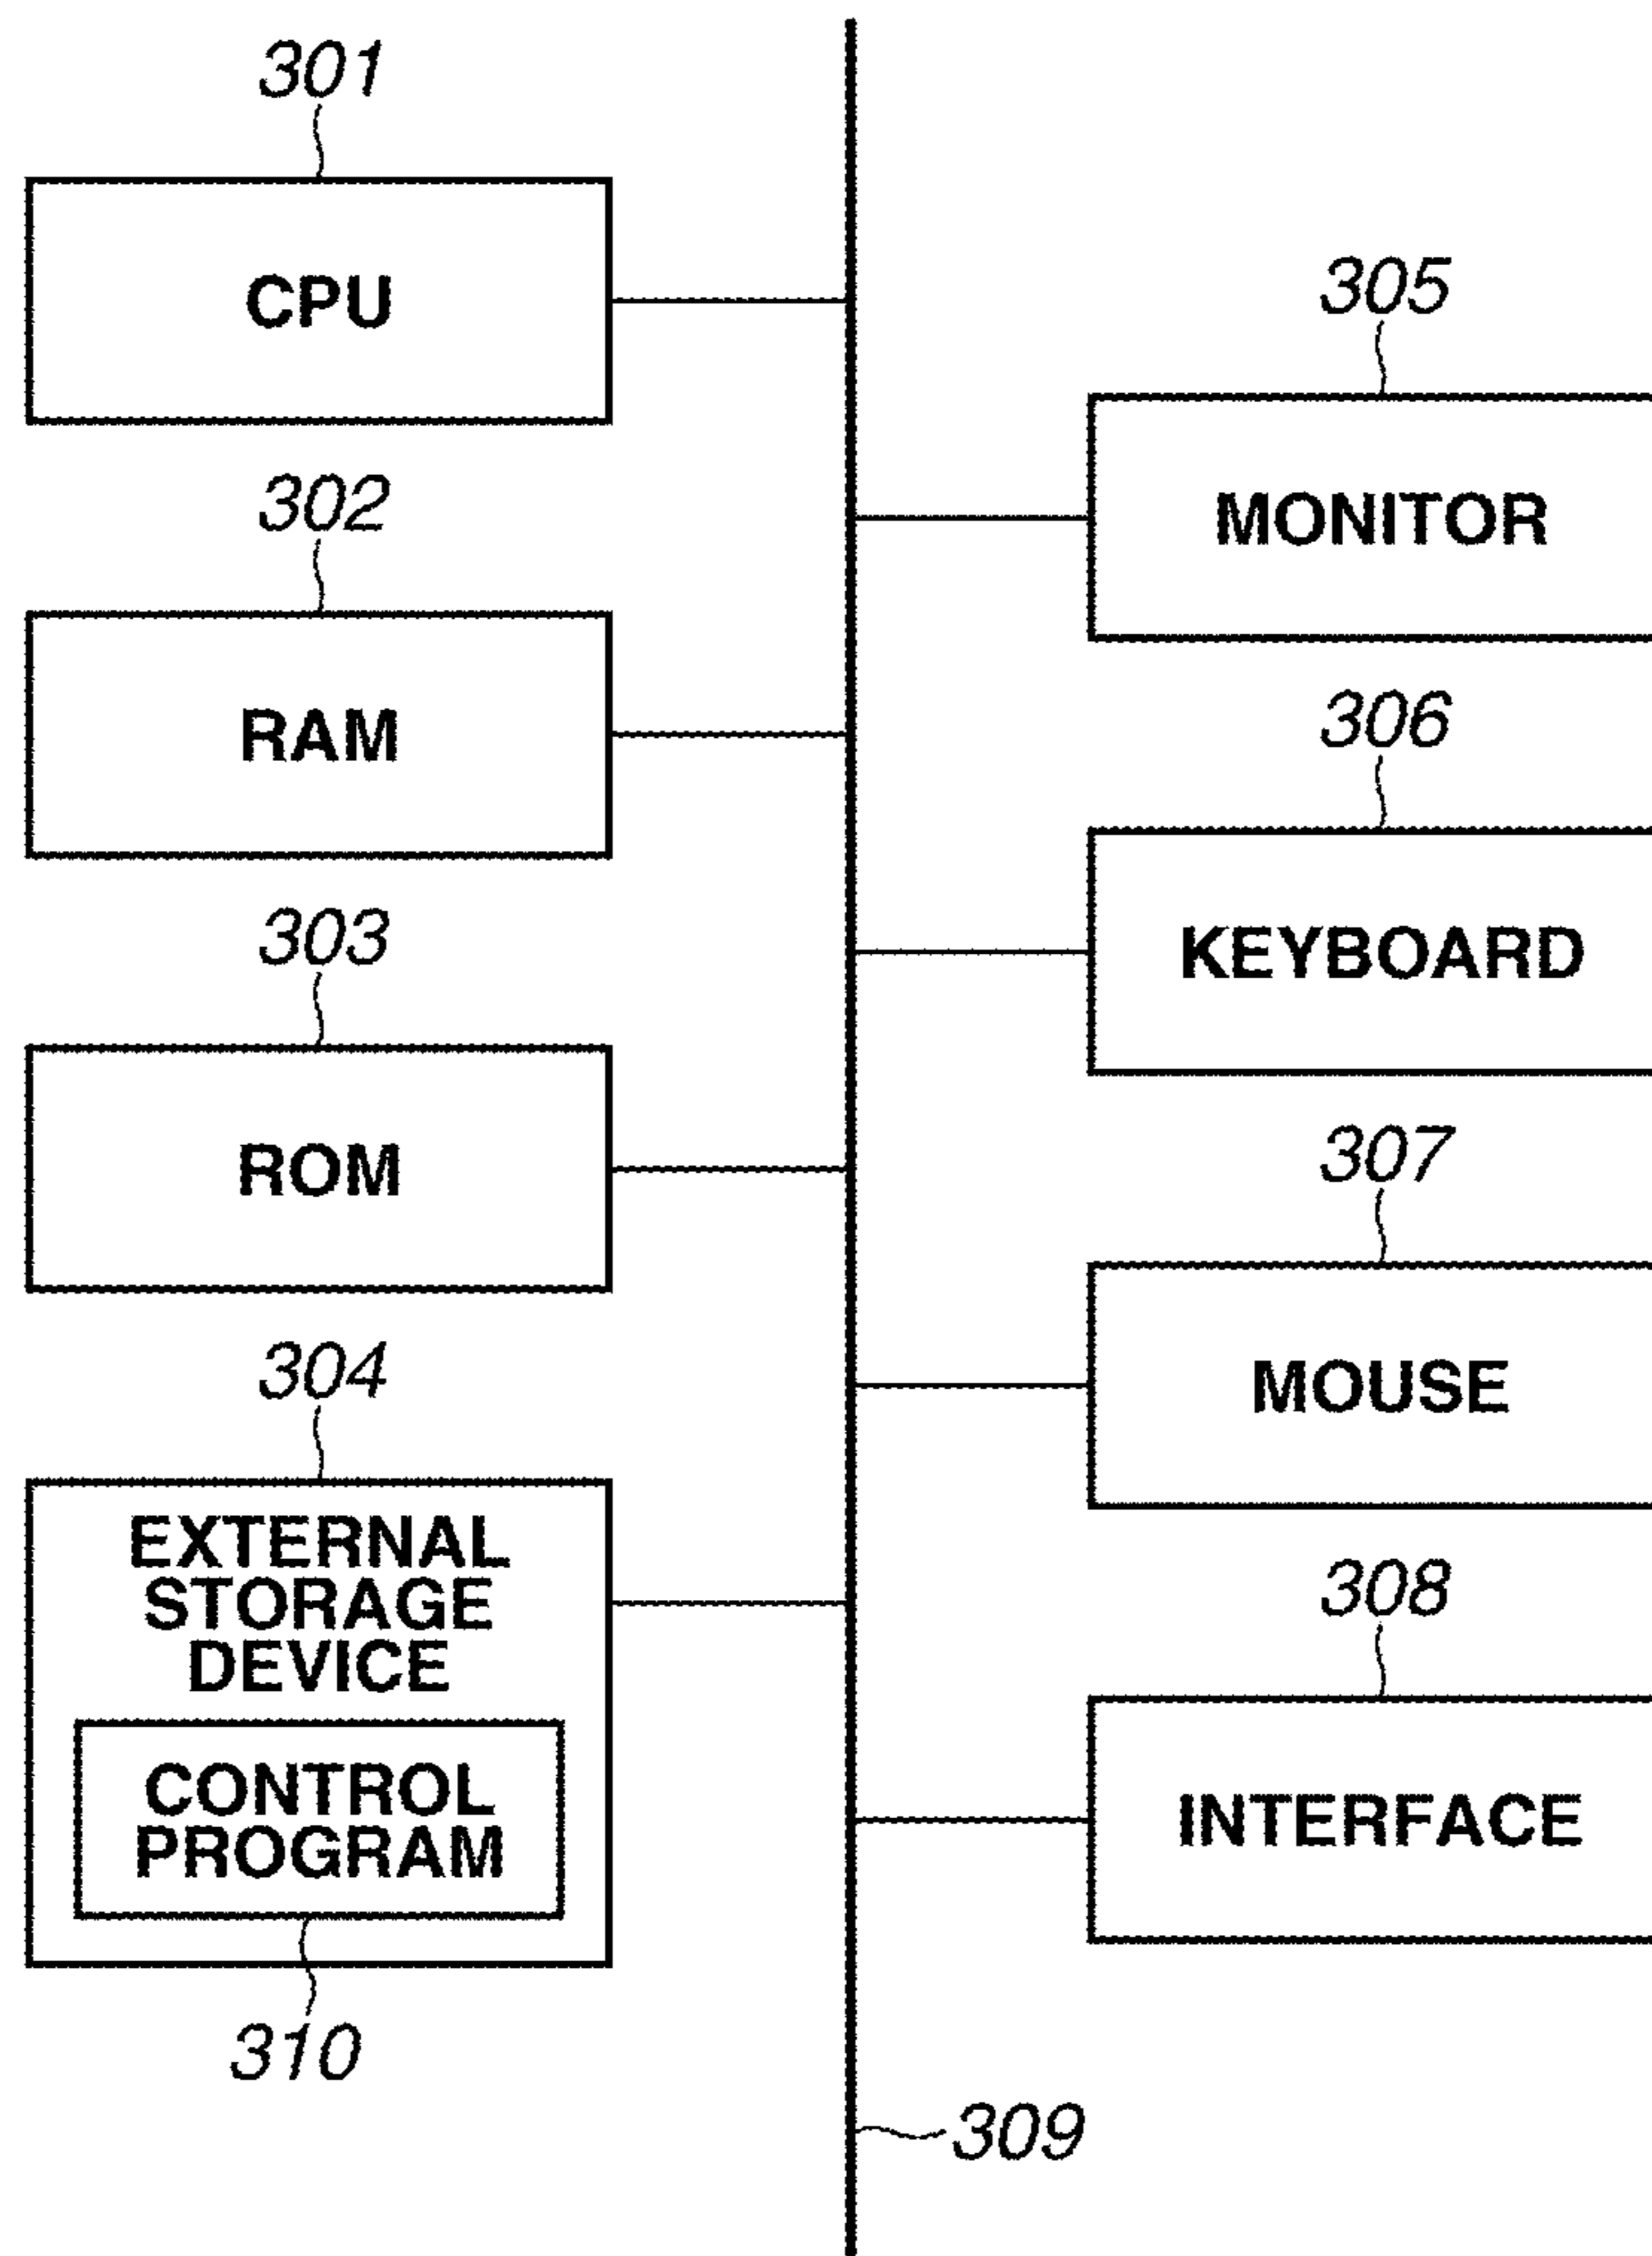 301
CPU
302
RAM
303
ROM
304
EXTERNAL
STORAGE
DEVICE
CONTROL
PROGRAM
310
305
MONITOR
306
KEYBOARD
307
MOUSE
308
INTERFACE
309